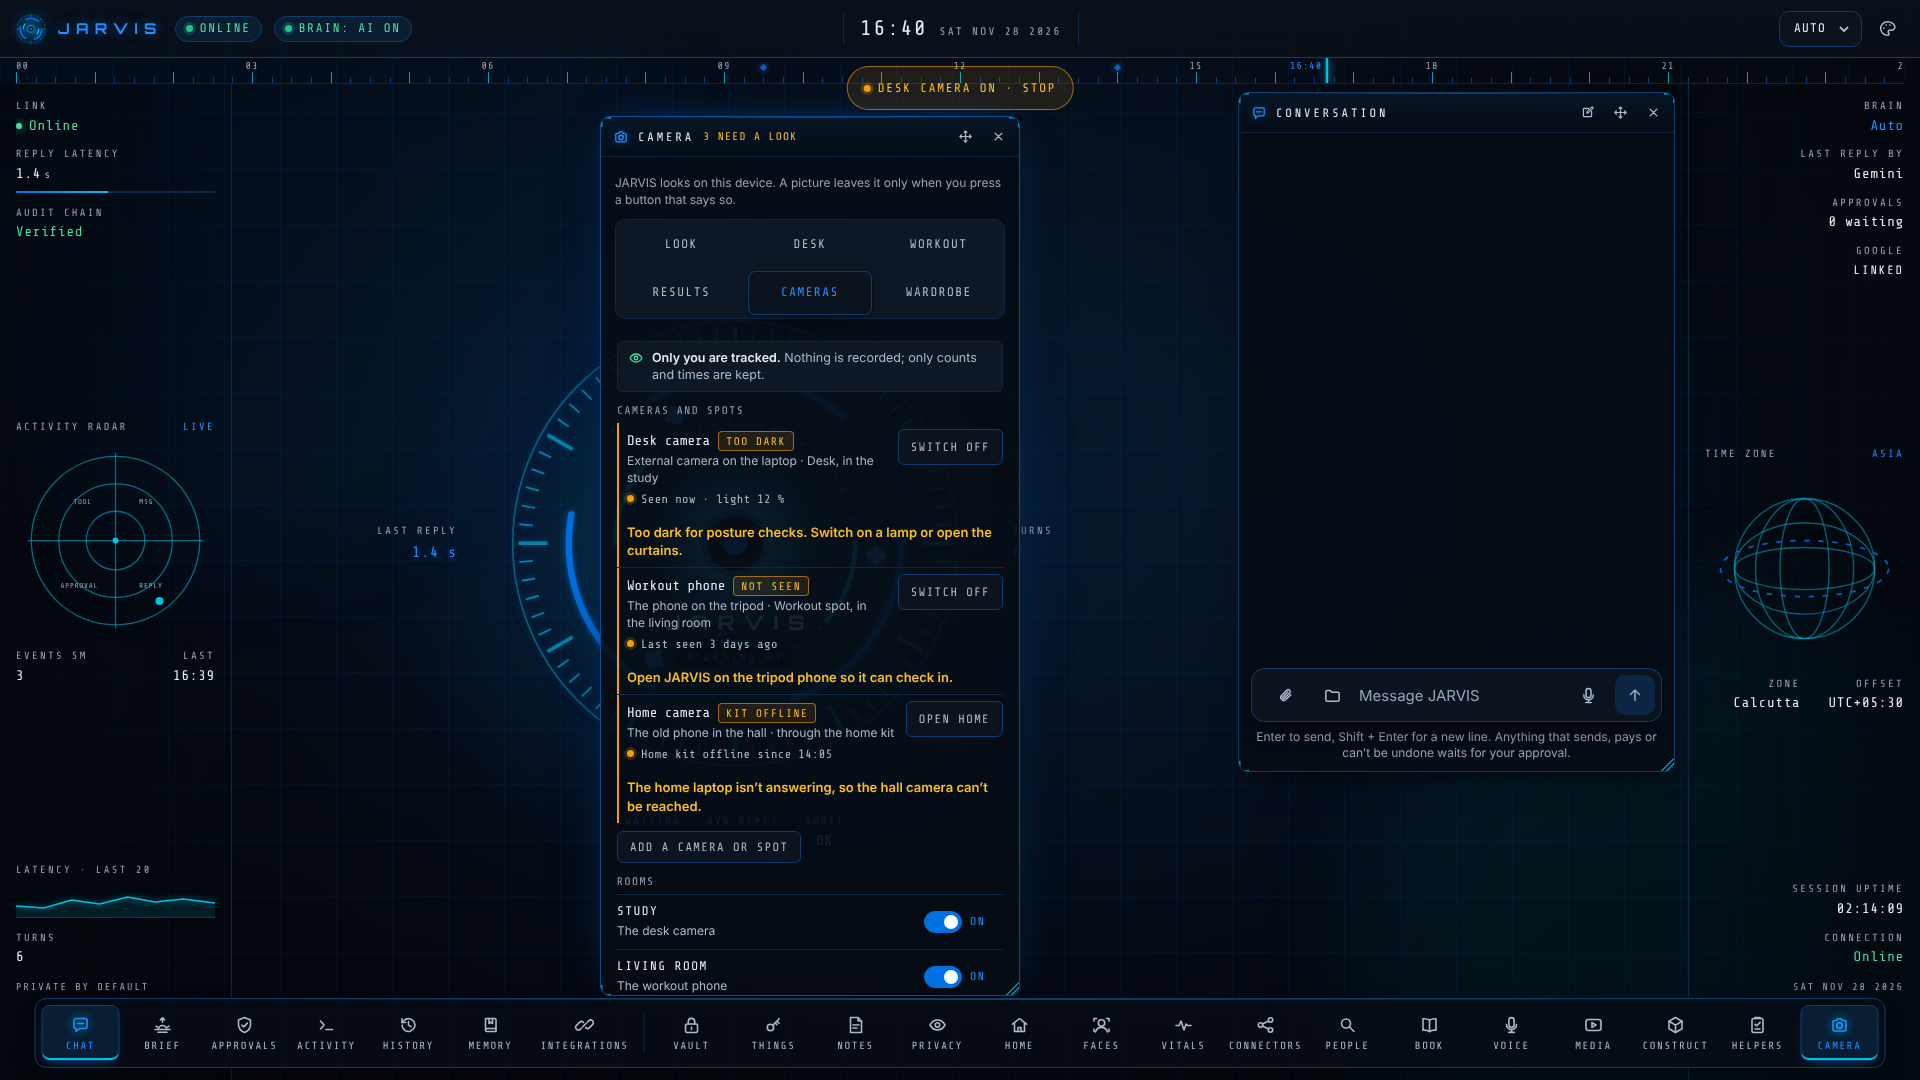 JARVIS
ONLINE
BRAIN: AI ON
16:40 SAT NOV 28 2026
AUTO
00 03 06 09 12 15 16:40 18 21 2
DESK CAMERA ON · STOP
LINK
Online
REPLY LATENCY
1.4 s
AUDIT CHAIN
Verified
ACTIVITY RADAR LIVE
TOOL MSG
APPROVAL REPLY
EVENTS 5M LAST
3 16:39
LATENCY · LAST 20
TURNS
6
PRIVATE BY DEFAULT
LAST REPLY
1.4 s
CAMERA 3 NEED A LOOK
JARVIS looks on this device. A picture leaves it only when you press
a button that says so.
LOOK DESK WORKOUT
RESULTS CAMERAS WARDROBE
Only you are tracked. Nothing is recorded; only counts
and times are kept.
CAMERAS AND SPOTS
Desk camera TOO DARK
SWITCH OFF
External camera on the laptop · Desk, in the
study
Seen now · light 12 %
Too dark for posture checks. Switch on a lamp or open the
curtains.
Workout phone NOT SEEN
SWITCH OFF
The phone on the tripod · Workout spot, in
the living room
Last seen 3 days ago
Open JARVIS on the tripod phone so it can check in.
Home camera KIT OFFLINE
OPEN HOME
The old phone in the hall · through the home kit
Home kit offline since 14:05
The home laptop isn’t answering, so the hall camera can’t
be reached.
WAITING AVG REPLY AUDIT
OK
ADD A CAMERA OR SPOT
ROOMS
STUDY
The desk camera
ON
LIVING ROOM
The workout phone
ON
TURNS
JARVIS
STANDING BY
CONVERSATION
Message JARVIS
Enter to send, Shift + Enter for a new line. Anything that sends, pays or
can’t be undone waits for your approval.
BRAIN
Auto
LAST REPLY BY
Gemini
APPROVALS
0 waiting
GOOGLE
LINKED
TIME ZONE ASIA
ZONE OFFSET
Calcutta UTC+05:30
SESSION UPTIME
02:14:09
CONNECTION
Online
SAT NOV 28 2026
CHAT BRIEF APPROVALS ACTIVITY HISTORY MEMORY INTEGRATIONS VAULT THINGS NOTES PRIVACY HOME FACES VITALS CONNECTORS PEOPLE BOOK VOICE MEDIA CONSTRUCT HELPERS CAMERA